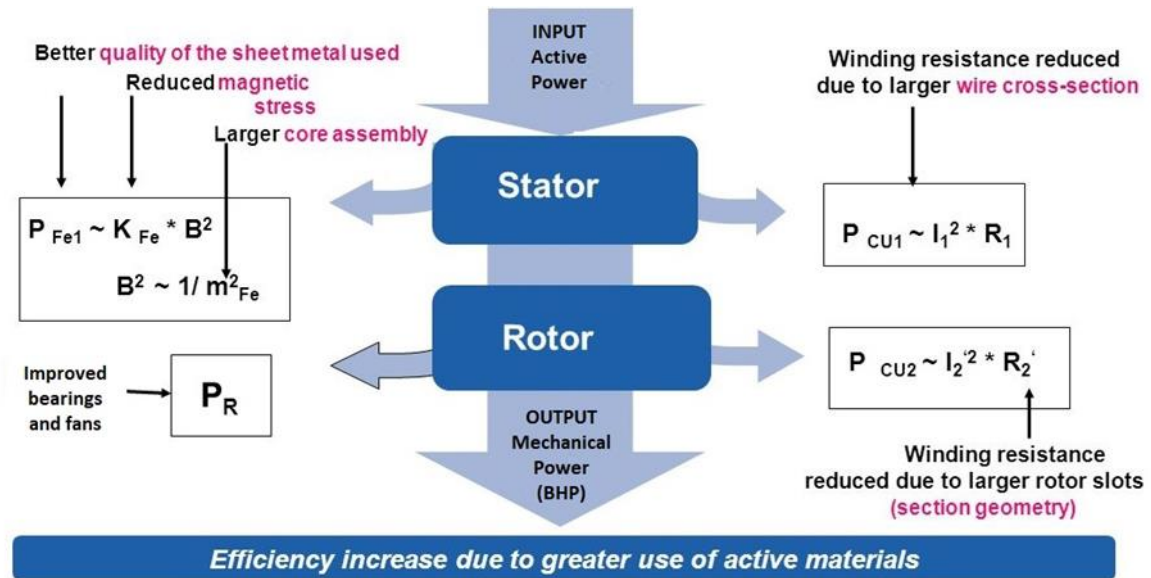 Better quality of the sheet metal used
Reduced magnetic
stress
Larger core assembly
P Fe1 ~ K Fe * B²
B² ~ 1/ m²Fe
Improved
bearings
and fans
PR
INPUT
Active
Power
Stator
Rotor
OUTPUT
Mechanical
Power
(BHP)
Winding resistance reduced
due to larger wire cross-section
P CU1 ~ I₁² * R₁
P CU2 ~ I₂'² * R₂'
Winding resistance
reduced due to larger rotor slots
(section geometry)
Efficiency increase due to greater use of active materials